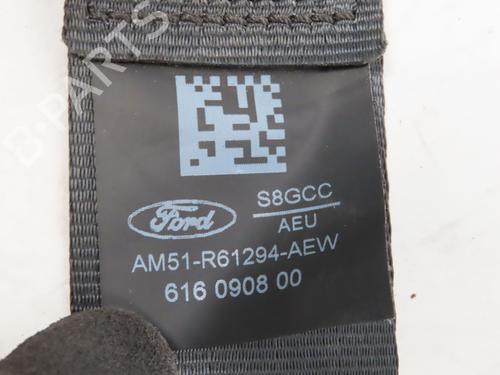 B-PARTS
S8GCC
Ford
AEU
AM51-R61294-AEW
616 0908 00